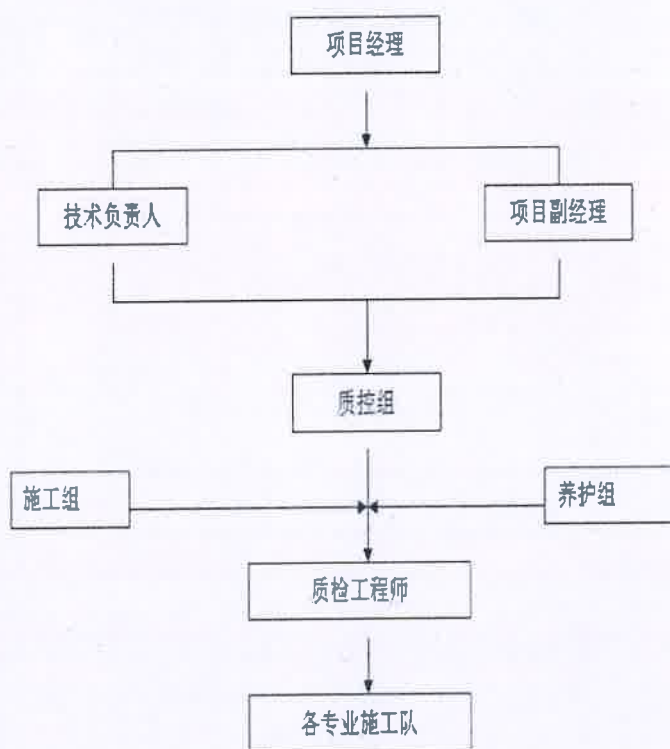 项目经理
技术负责人
项目副经理
质控组
施工组
养护组
质检工程师
各专业施工队